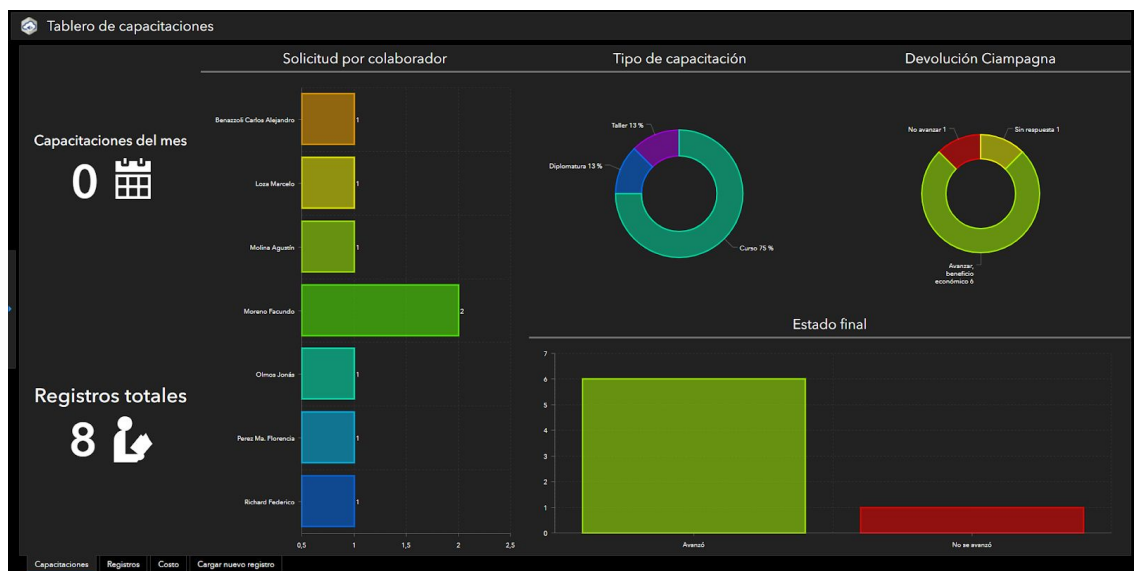 Tablero de capacitaciones
Capacitaciones del mes
0
Registros totales
8
Solicitud por colaborador
Benazzoli Carlos Alejandro
1
Loza Marcelo
1
Molina Agustín
1
Moreno Facundo
2
Olmos Jonás
1
Perez Ma. Florencia
1
Richard Federico
1
0,5 1 1,5 2 2,5
Tipo de capacitación
Taller 13 %
Diplomatura 13 %
Curso 75 %
Devolución Ciampagna
No avanzar 1
Sin respuesta 1
Avanzar,
beneficio
económico 6
Estado final
7
6
5
4
3
2
1
0
Avanzó No se avanzó
Capacitaciones Registros Costo Cargar nuevo registro